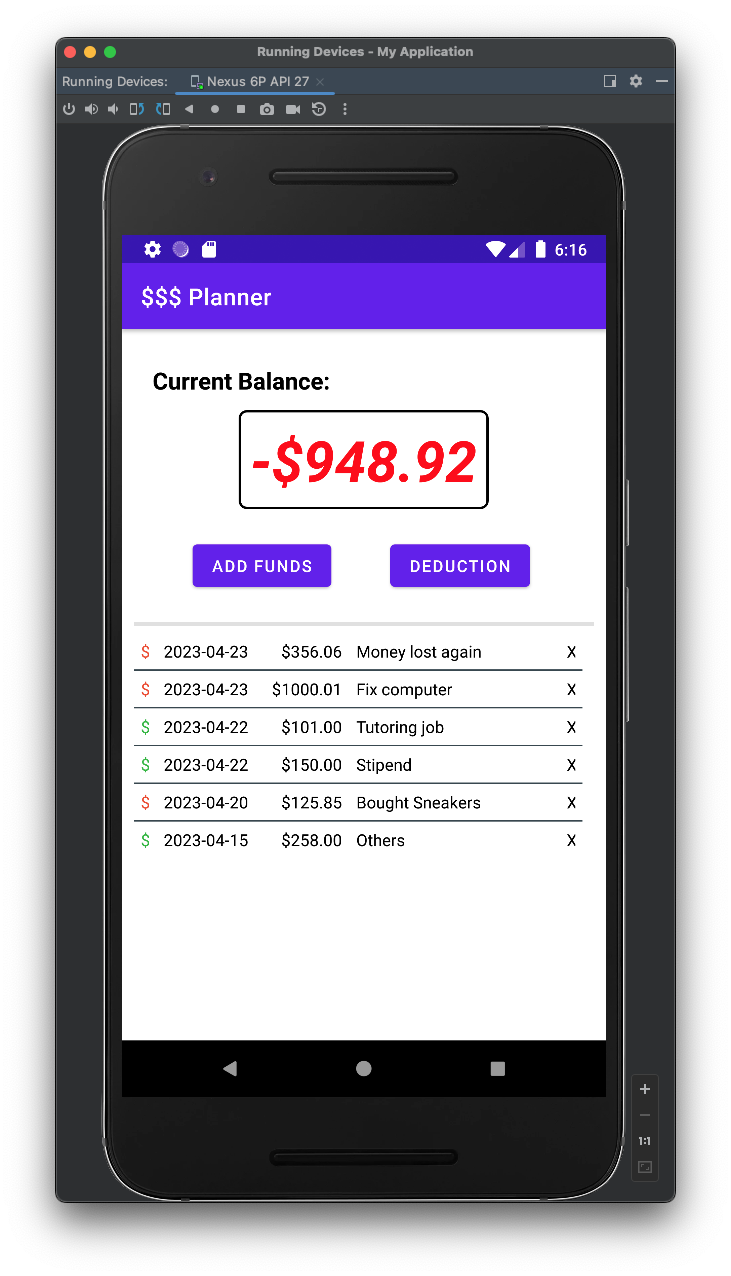 Running Devices - My Application
Running Devices: Nexus 6P API 27
6:16
$$$ Planner
Current Balance:
-$948.92
ADD FUNDS DEDUCTION
$ 2023-04-23 $356.06 Money lost again X
$ 2023-04-23 $1000.01 Fix computer X
$ 2023-04-22 $101.00 Tutoring job X
$ 2023-04-22 $150.00 Stipend X
$ 2023-04-20 $125.85 Bought Sneakers X
$ 2023-04-15 $258.00 Others X
1:1